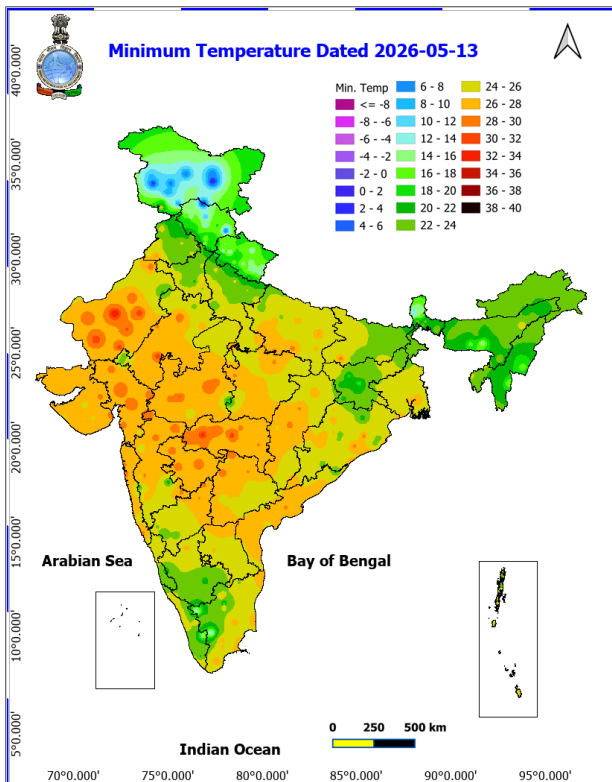 Minimum Temperature Dated 2026-05-13
Min. Temp
<= -8
-8 - -6
-6 - -4
-4 - -2
-2 - 0
0 - 2
2 - 4
4 - 6
6 - 8
8 - 10
10 - 12
12 - 14
14 - 16
16 - 18
18 - 20
20 - 22
22 - 24
24 - 26
26 - 28
28 - 30
30 - 32
32 - 34
34 - 36
36 - 38
38 - 40
40°0.000'
35°0.000'
30°0.000'
25°0.000'
20°0.000'
15°0.000'
10°0.000'
5°0.000'
Arabian Sea
Bay of Bengal
Indian Ocean
0 250 500 km
70°0.000' 75°0.000' 80°0.000' 85°0.000' 90°0.000' 95°0.000'